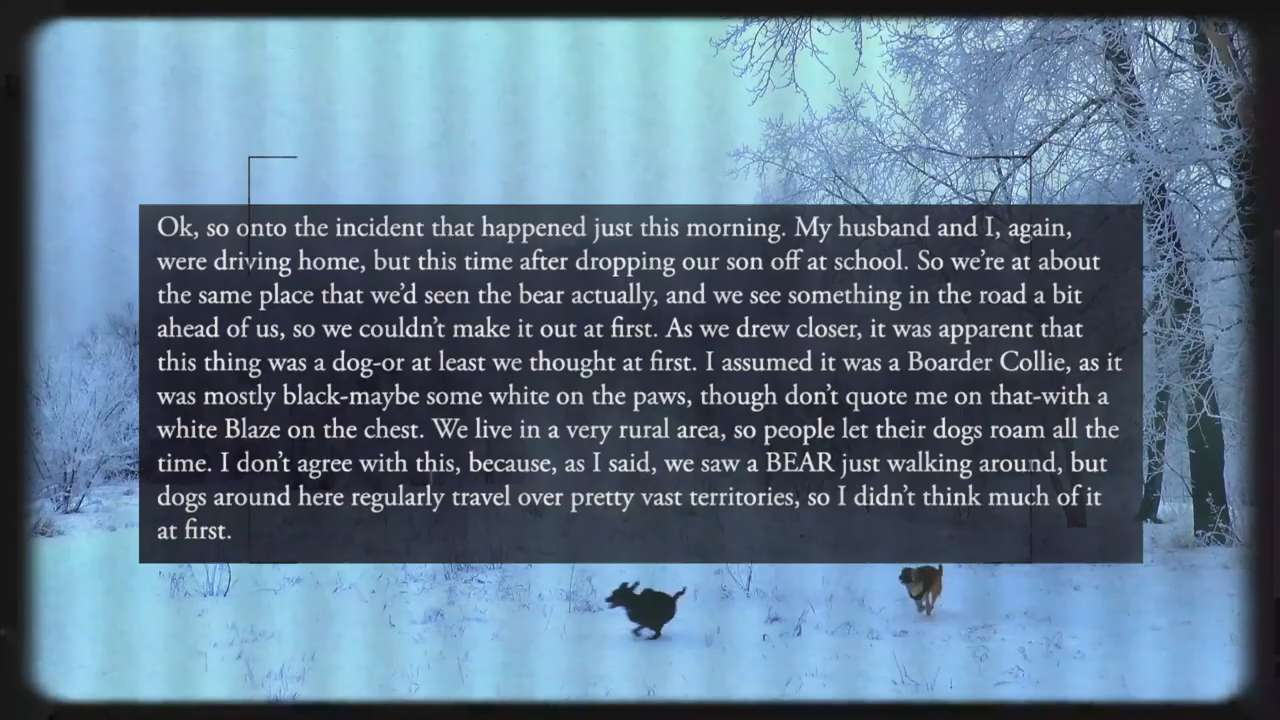 Ok, so onto the incident that happened just this morning. My husband and I, again,
were driving home, but this time after dropping our son off at school. So we're at about
the same place that we'd seen the bear actually, and we see something in the road a bit
ahead of us, so we couldn't make it out at first. As we drew closer, it was apparent that
this thing was a dog-or at least we thought at first. I assumed it was a Boarder Collie, as it
was mostly black-maybe some white on the paws, though don't quote me on that-with a
white Blaze on the chest. We live in a very rural area, so people let their dogs roam all the
time. I don't agree with this, because, as I said, we saw a BEAR just walking around, but
dogs around here regularly travel over pretty vast territories, so I didn't think much of it
at first.